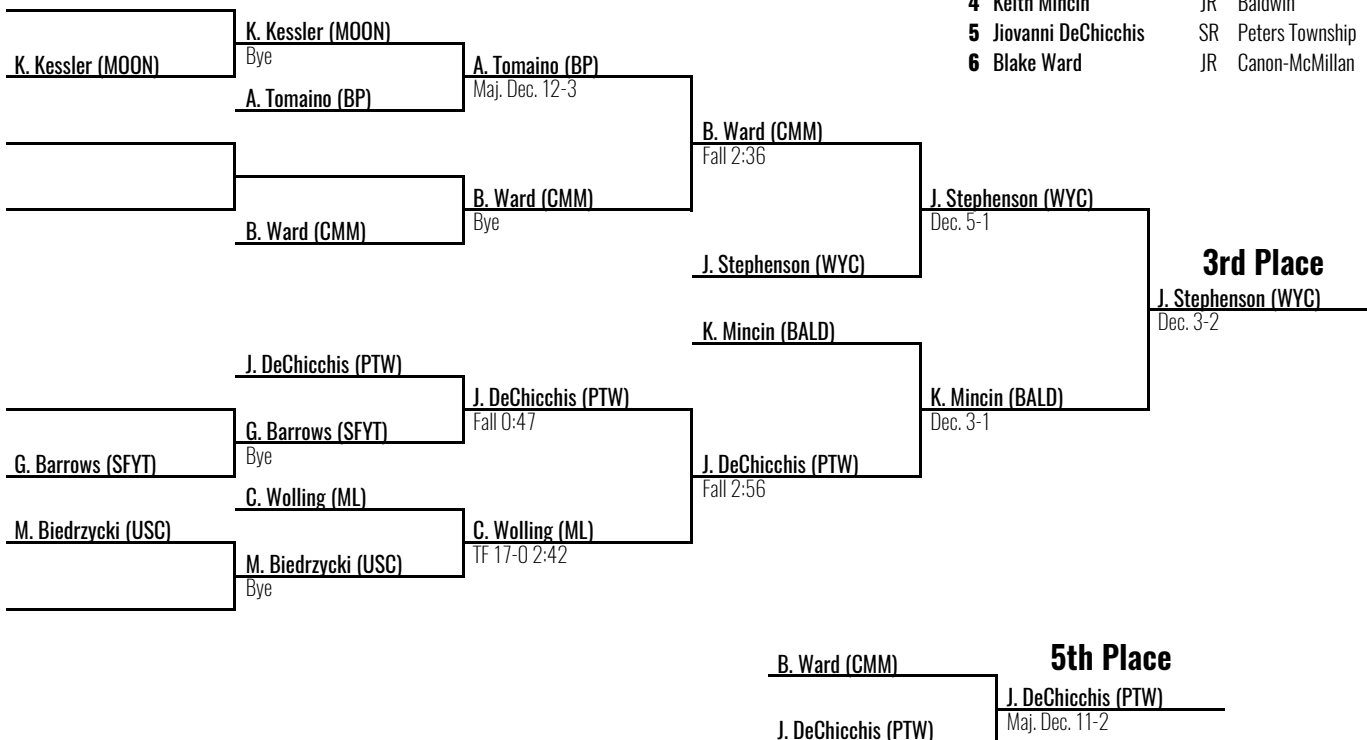 4 Keith Mincin JR Baldwin
5 Jiovanni DeChicchis SR Peters Township
6 Blake Ward JR Canon-McMillan
K. Kessler (MOON)
K. Kessler (MOON)
Bye
A. Tomaino (BP)
A. Tomaino (BP)
Maj. Dec. 12-3
B. Ward (CMM)
B. Ward (CMM)
Bye
B. Ward (CMM)
Fall 2:36
J. Stephenson (WYC)
J. Stephenson (WYC)
Dec. 5-1
3rd Place
J. Stephenson (WYC)
Dec. 3-2
K. Mincin (BALD)
K. Mincin (BALD)
Dec. 3-1
J. DeChicchis (PTW)
G. Barrows (SFYT)
G. Barrows (SFYT)
Bye
J. DeChicchis (PTW)
Fall 0:47
J. DeChicchis (PTW)
Fall 2:56
C. Wolling (ML)
M. Biedrzycki (USC)
M. Biedrzycki (USC)
Bye
C. Wolling (ML)
TF 17-0 2:42
5th Place
B. Ward (CMM)
J. DeChicchis (PTW)
J. DeChicchis (PTW)
Maj. Dec. 11-2